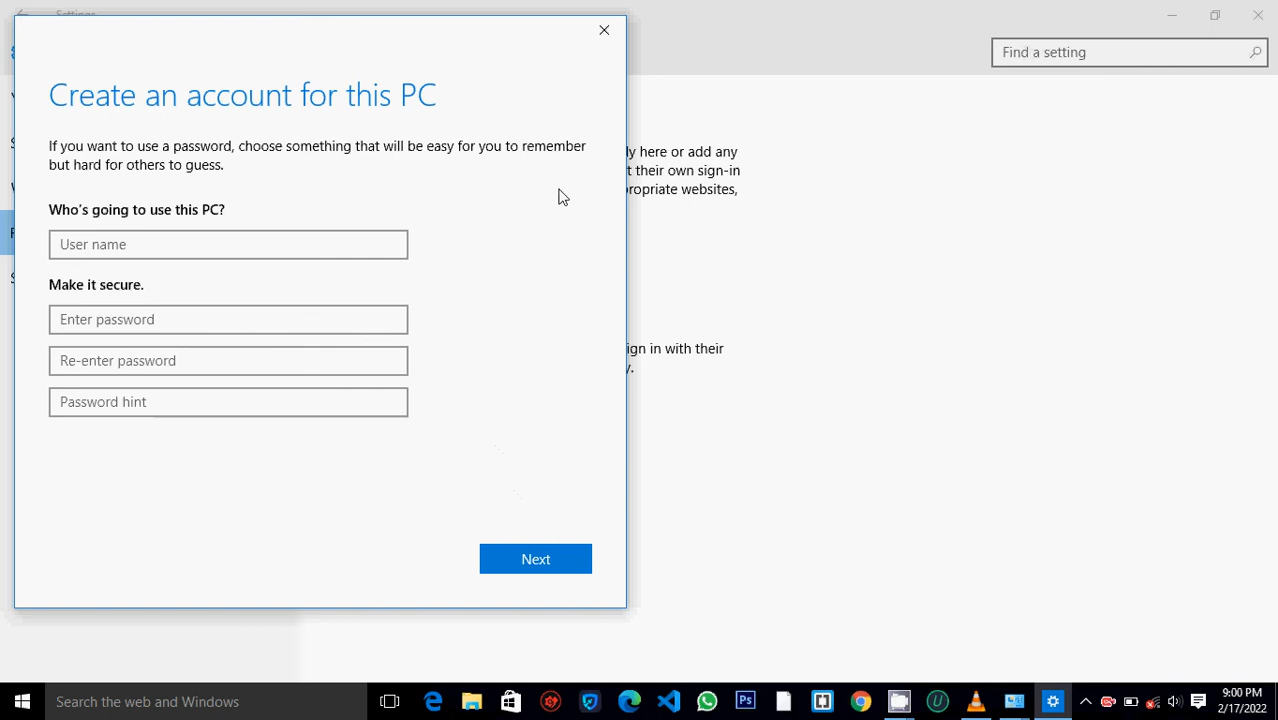 Settings
Find a setting
Create an account for this PC
If you want to use a password, choose something that will be easy for you to remember
but hard for others to guess.
Who's going to use this PC?
User name
Make it secure.
Enter password
Re-enter password
Password hint
Next
ly here or add any
t their own sign-in
propriate websites,
ign in with their
y.
Search the web and Windows
Ps
9:00 PM
2/17/2022